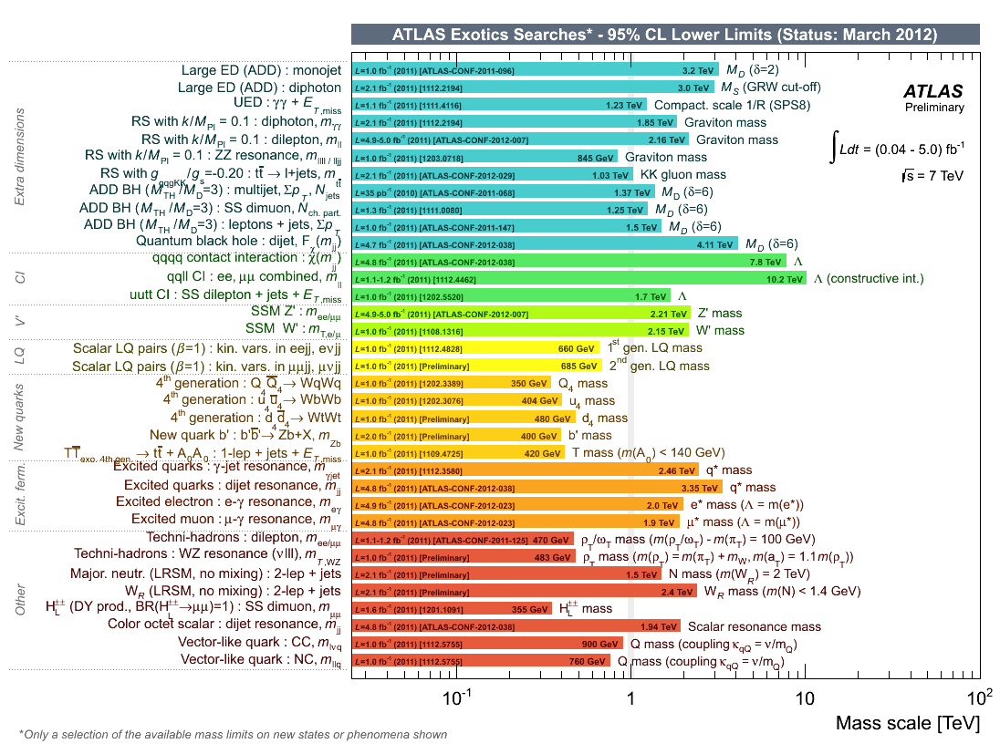 ATLAS Exotics Searches* - 95% CL Lower Limits (Status: March 2012)
Extra dimensions
Large ED (ADD) : monojet L=1.0 fb⁻¹ (2011) [ATLAS-CONF-2011-096] 3.2 TeV M_D (δ=2)
Large ED (ADD) : diphoton L=2.1 fb⁻¹ (2011) [1112.2194] 3.0 TeV M_S (GRW cut-off)
UED : γγ + E_T,miss L=1.1 fb⁻¹ (2011) [1111.4116] 1.23 TeV Compact. scale 1/R (SPS8)
RS with k/M_Pl = 0.1 : diphoton, m_γγ L=2.1 fb⁻¹ (2011) [1112.2194] 1.85 TeV Graviton mass
RS with k/M_Pl = 0.1 : dilepton, m_ll L=4.9-5.0 fb⁻¹ (2011) [ATLAS-CONF-2012-007] 2.16 TeV Graviton mass
RS with k/M_Pl = 0.1 : ZZ resonance, m_llll / lljj L=1.0 fb⁻¹ (2011) [1203.0718] 845 GeV Graviton mass
RS with g_qqgKK/g_s=-0.20 : tt̅ → l+jets, m_tt̅ L=2.1 fb⁻¹ (2011) [ATLAS-CONF-2012-029] 1.03 TeV KK gluon mass
ADD BH (M_TH/M_D=3) : multijet, Σp_T, N_jets L=35 pb⁻¹ (2010) [ATLAS-CONF-2011-068] 1.37 TeV M_D (δ=6)
ADD BH (M_TH/M_D=3) : SS dimuon, N_ch. part. L=1.3 fb⁻¹ (2011) [1111.0080] 1.25 TeV M_D (δ=6)
ADD BH (M_TH/M_D=3) : leptons + jets, Σp_T L=1.0 fb⁻¹ (2011) [ATLAS-CONF-2011-147] 1.5 TeV M_D (δ=6)
Quantum black hole : dijet, F_χ(m_jj) L=4.7 fb⁻¹ (2011) [ATLAS-CONF-2012-038] 4.11 TeV M_D (δ=6)
ATLAS
Preliminary
∫Ldt = (0.04 - 5.0) fb⁻¹
√s = 7 TeV
CI
qqqq contact interaction : χ(m_jj) L=4.8 fb⁻¹ (2011) [ATLAS-CONF-2012-038] 7.8 TeV Λ
qqll CI : ee, μμ combined, m_ll L=1.1-1.2 fb⁻¹ (2011) [1112.4462] 10.2 TeV Λ (constructive int.)
uutt CI : SS dilepton + jets + E_T,miss L=1.0 fb⁻¹ (2011) [1202.5520] 1.7 TeV Λ
V'
SSM Z' : m_ee/μμ L=4.9-5.0 fb⁻¹ (2011) [ATLAS-CONF-2012-007] 2.21 TeV Z' mass
SSM W' : m_T,e/μ L=1.0 fb⁻¹ (2011) [1108.1316] 2.15 TeV W' mass
LQ
Scalar LQ pairs (β=1) : kin. vars. in eejj, eνjj L=1.0 fb⁻¹ (2011) [1112.4828] 660 GeV 1ˢᵗ gen. LQ mass
Scalar LQ pairs (β=1) : kin. vars. in μμjj, μνjj L=1.0 fb⁻¹ (2011) [Preliminary] 685 GeV 2ⁿᵈ gen. LQ mass
New quarks
4ᵗʰ generation : Q₄Q̅₄→ WqWq L=1.0 fb⁻¹ (2011) [1202.3389] 350 GeV Q₄ mass
4ᵗʰ generation : u₄u̅₄→ WbWb L=1.0 fb⁻¹ (2011) [1202.3076] 404 GeV u₄ mass
4ᵗʰ generation : d₄d̅₄→ WtWt L=1.0 fb⁻¹ (2011) [Preliminary] 480 GeV d₄ mass
New quark b' : b'b̅'→ Zb+X, m_Zb L=2.0 fb⁻¹ (2011) [Preliminary] 400 GeV b' mass
TT̅_exo. 4th gen. → tt̅ + A₀A₀ : 1-lep + jets + E_T,miss L=1.0 fb⁻¹ (2011) [1109.4725] 420 GeV T mass (m(A₀) < 140 GeV)
Excit. ferm.
Excited quarks : γ-jet resonance, m_γjet L=2.1 fb⁻¹ (2011) [1112.3580] 2.46 TeV q* mass
Excited quarks : dijet resonance, m_jj L=4.8 fb⁻¹ (2011) [ATLAS-CONF-2012-038] 3.35 TeV q* mass
Excited electron : e-γ resonance, m_eγ L=4.9 fb⁻¹ (2011) [ATLAS-CONF-2012-023] 2.0 TeV e* mass (Λ = m(e*))
Excited muon : μ-γ resonance, m_μγ L=4.8 fb⁻¹ (2011) [ATLAS-CONF-2012-023] 1.9 TeV μ* mass (Λ = m(μ*))
Other
Techni-hadrons : dilepton, m_ee/μμ L=1.1-1.2 fb⁻¹ (2011) [ATLAS-CONF-2011-125] 470 GeV ρ_T/ω_T mass (m(ρ_T/ω_T) - m(π_T) = 100 GeV)
Techni-hadrons : WZ resonance (νlll), m_T,WZ L=1.0 fb⁻¹ (2011) [Preliminary] 483 GeV ρ_T mass (m(ρ_T) = m(π_T) + m_W, m(a_T) = 1.1 m(ρ_T))
Major. neutr. (LRSM, no mixing) : 2-lep + jets L=2.1 fb⁻¹ (2011) [Preliminary] 1.5 TeV N mass (m(W_R) = 2 TeV)
W_R (LRSM, no mixing) : 2-lep + jets L=2.1 fb⁻¹ (2011) [Preliminary] 2.4 TeV W_R mass (m(N) < 1.4 GeV)
H_L^±± (DY prod., BR(H_L^±±→μμ)=1) : SS dimuon, m_μμ L=1.6 fb⁻¹ (2011) [1201.1091] 355 GeV H_L^±± mass
Color octet scalar : dijet resonance, m_jj L=4.8 fb⁻¹ (2011) [ATLAS-CONF-2012-038] 1.94 TeV Scalar resonance mass
Vector-like quark : CC, m_lνq L=1.0 fb⁻¹ (2011) [1112.5755] 900 GeV Q mass (coupling κ_qQ = ν/m_Q)
Vector-like quark : NC, m_llq L=1.0 fb⁻¹ (2011) [1112.5755] 760 GeV Q mass (coupling κ_qQ = ν/m_Q)
10⁻¹ 1 10 10²
Mass scale [TeV]
*Only a selection of the available mass limits on new states or phenomena shown